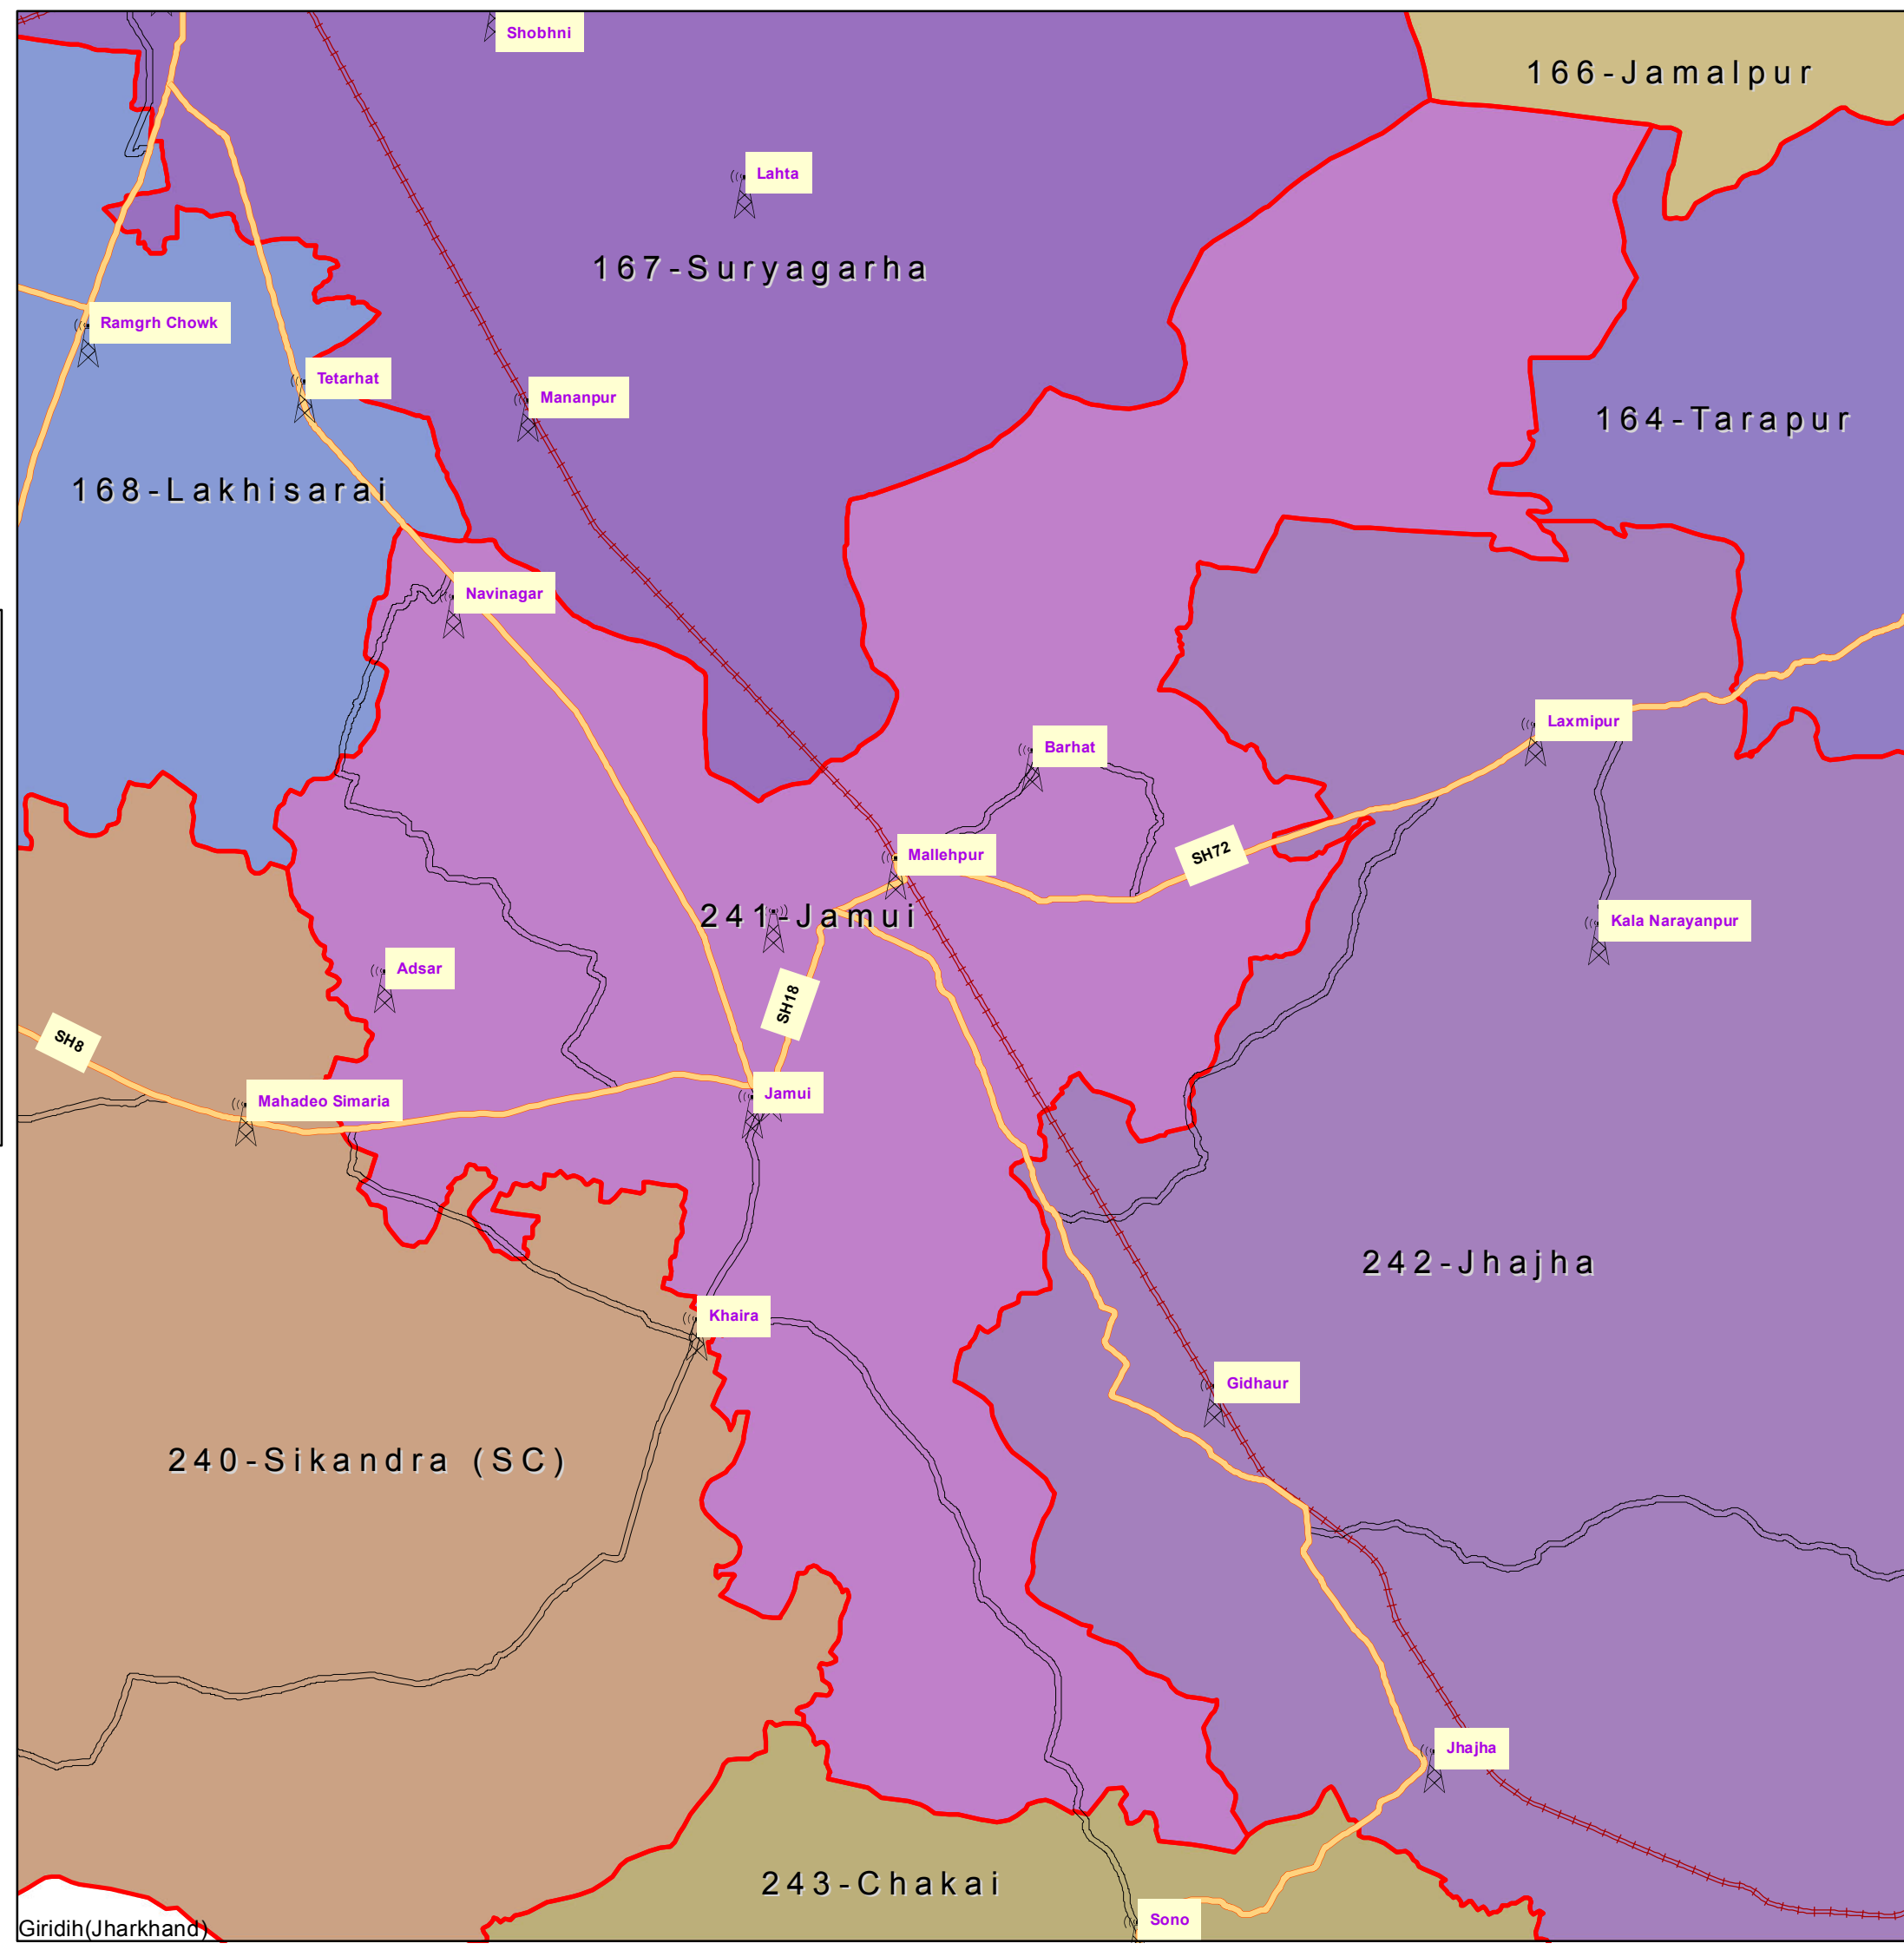 Shobhni
166-Jamalpur
Lahta
167-Suryagarha
Ramgrh Chowk
Tetarhat
Mananpur
164-Tarapur
168-Lakhisarai
Navinagar
Laxmipur
Barhat
Mallehpur
SH72
241-Jamui
Kala Narayanpur
Adsar
SH18
SH8
Jamui
Mahadeo Simaria
242-Jhajha
Khaira
Gidhaur
240-Sikandra (SC)
Jhajha
243-Chakai
Sono
Giridih(Jharkhand)